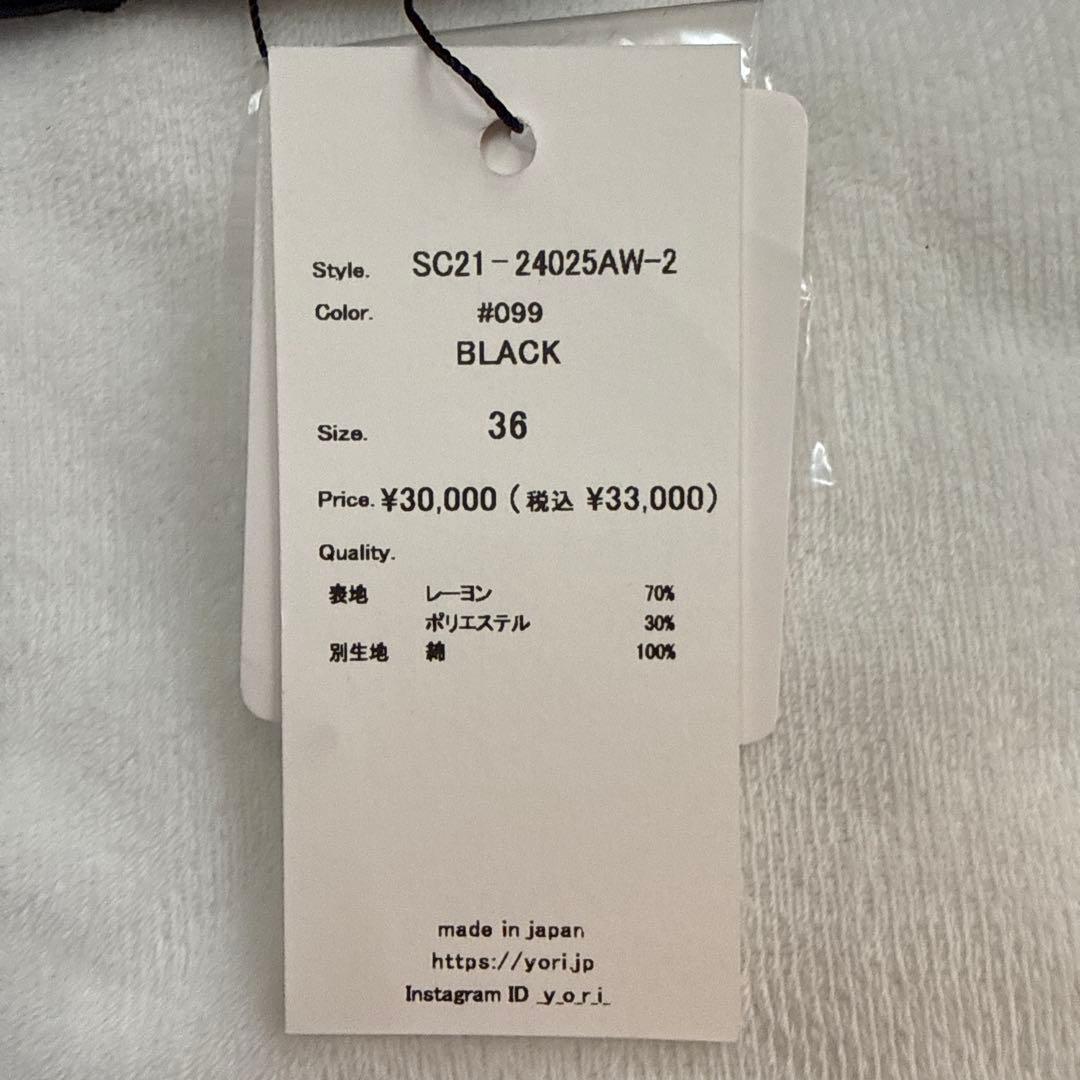 Style. SC21-24025AW-2
Color. #099
BLACK
Size. 36
Price. ¥30,000 (税込 ¥33,000)
Quality.
表地 レーヨン 70%
ポリエステル 30%
別生地 綿 100%
made in japan
https://yori.jp
Instagram ID _y_o_r_i_